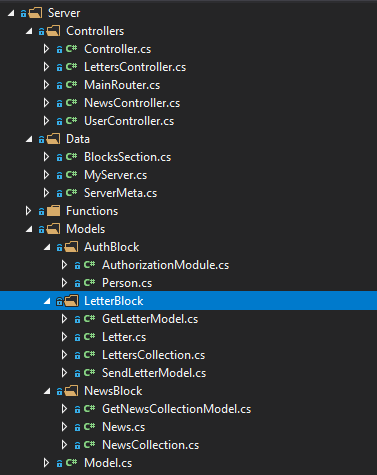 Server
Controllers
C# Controller.cs
C# LettersController.cs
C# MainRouter.cs
C# NewsController.cs
C# UserController.cs
Data
C# BlocksSection.cs
C# MyServer.cs
C# ServerMeta.cs
Functions
Models
AuthBlock
C# AuthorizationModule.cs
C# Person.cs
LetterBlock
C# GetLetterModel.cs
C# Letter.cs
C# LettersCollection.cs
C# SendLetterModel.cs
NewsBlock
C# GetNewsCollectionModel.cs
C# News.cs
C# NewsCollection.cs
C# Model.cs